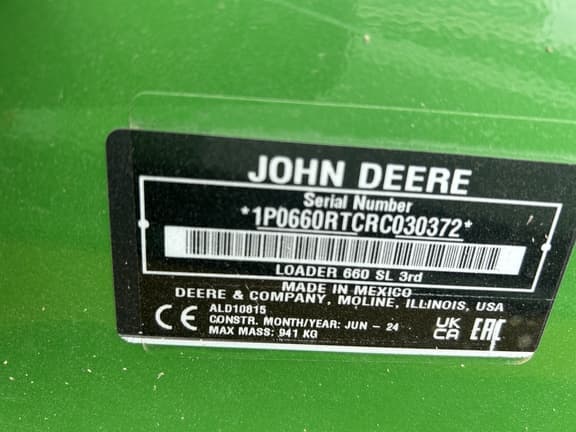 JOHN DEERE
Serial Number
*1P0660RTCRC030372*
LOADER 660 SL 3rd
MADE IN MEXICO
DEERE & COMPANY, MOLINE, ILLINOIS, USA
ALD10815
CONSTR. MONTH/YEAR: JUN - 24
MAX MASS: 941 KG
CE
UK
CA
EAC